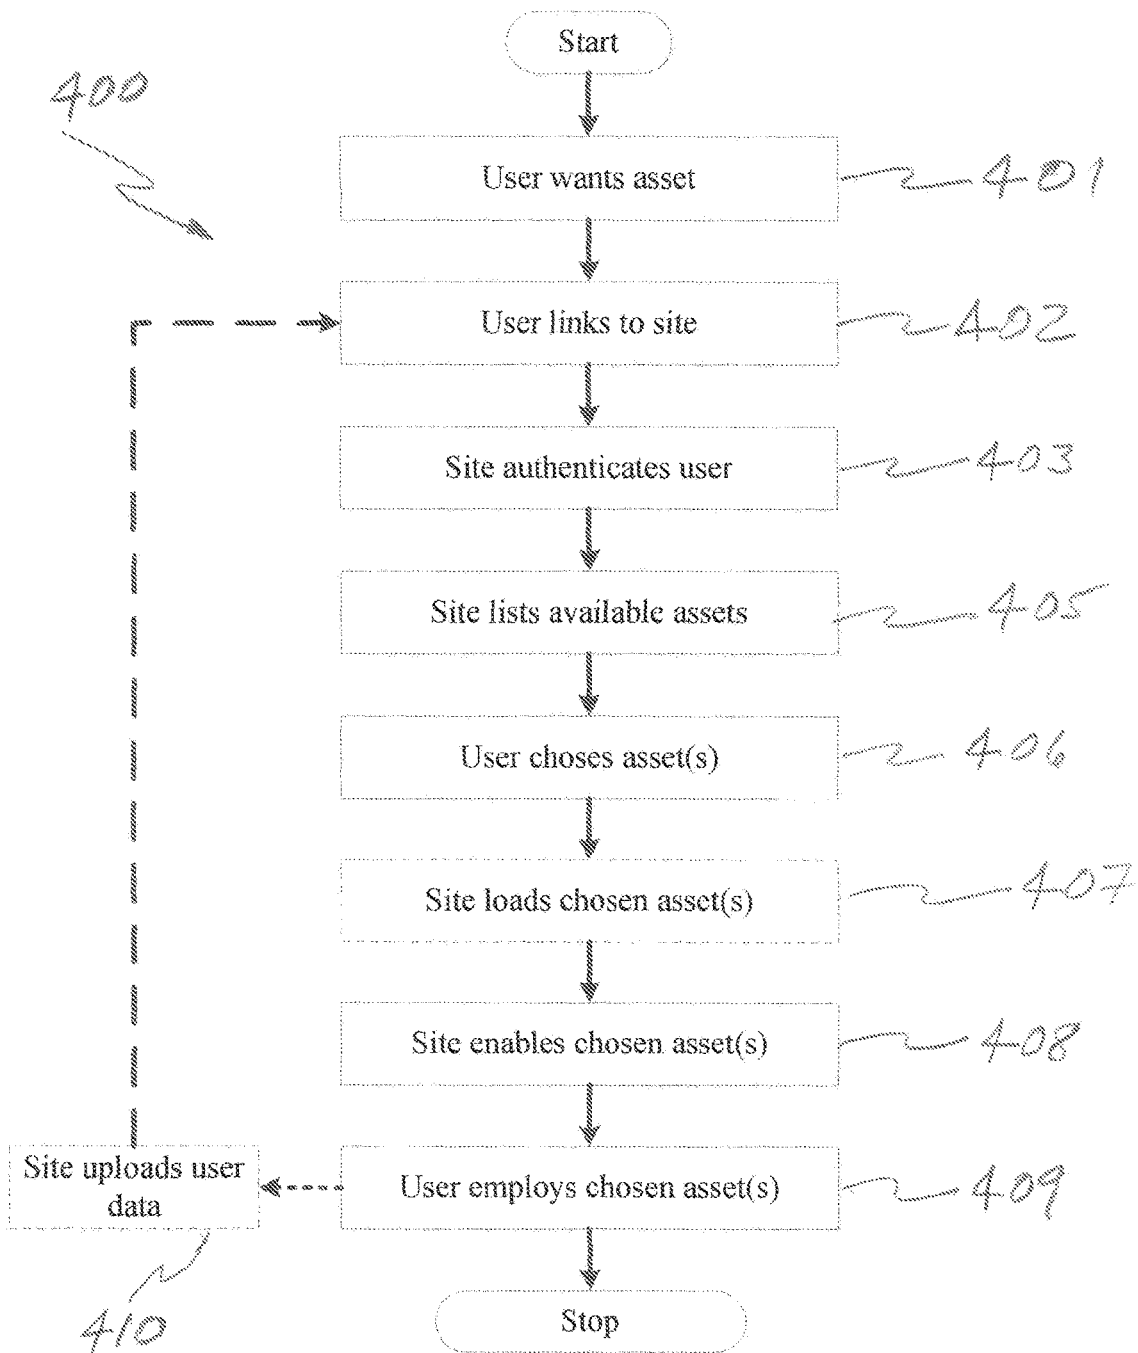 Start
400
User wants asset
401
User links to site
402
Site authenticates user
403
Site lists available assets
405
User choses asset(s)
406
Site loads chosen asset(s)
407
Site enables chosen asset(s)
408
Site uploads user
data
User employs chosen asset(s)
409
410
Stop